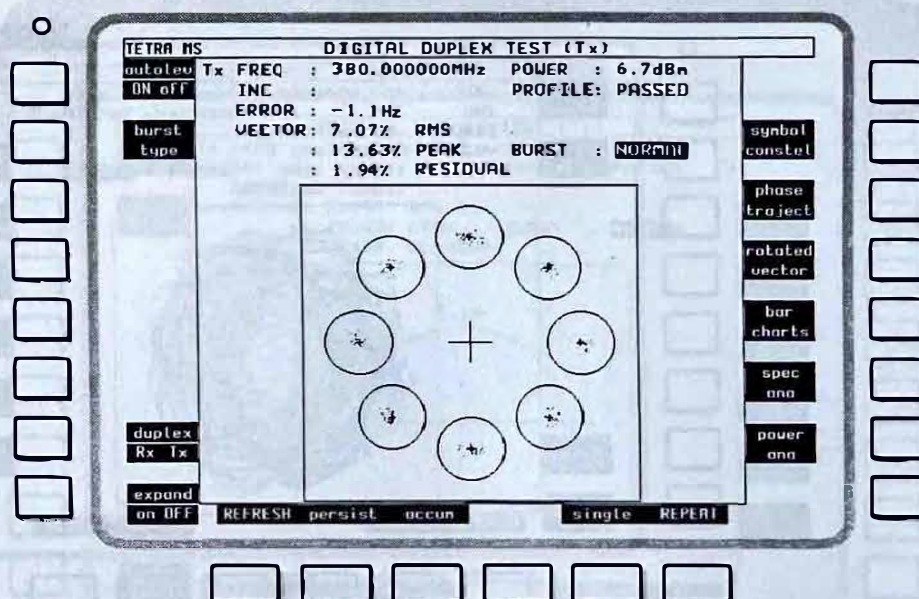 TETRA MS DIGITAL DUPLEX TEST (Tx)
autolev
ON oFF
Tx FREQ : 380.000000MHz POWER : 6.7dBm
INC : PROFILE: PASSED
ERROR : -1.1Hz
VECTOR: 7.07% RMS
: 13.63% PEAK BURST :
: 1.94% RESIDUAL
burst
type
symbol
constel
phase
traject
rotated
vector
bar
charts
spec
ana
power
ana
duplex
Rx Tx
expand
on OFF
REFRESH persist accum single REPEAT